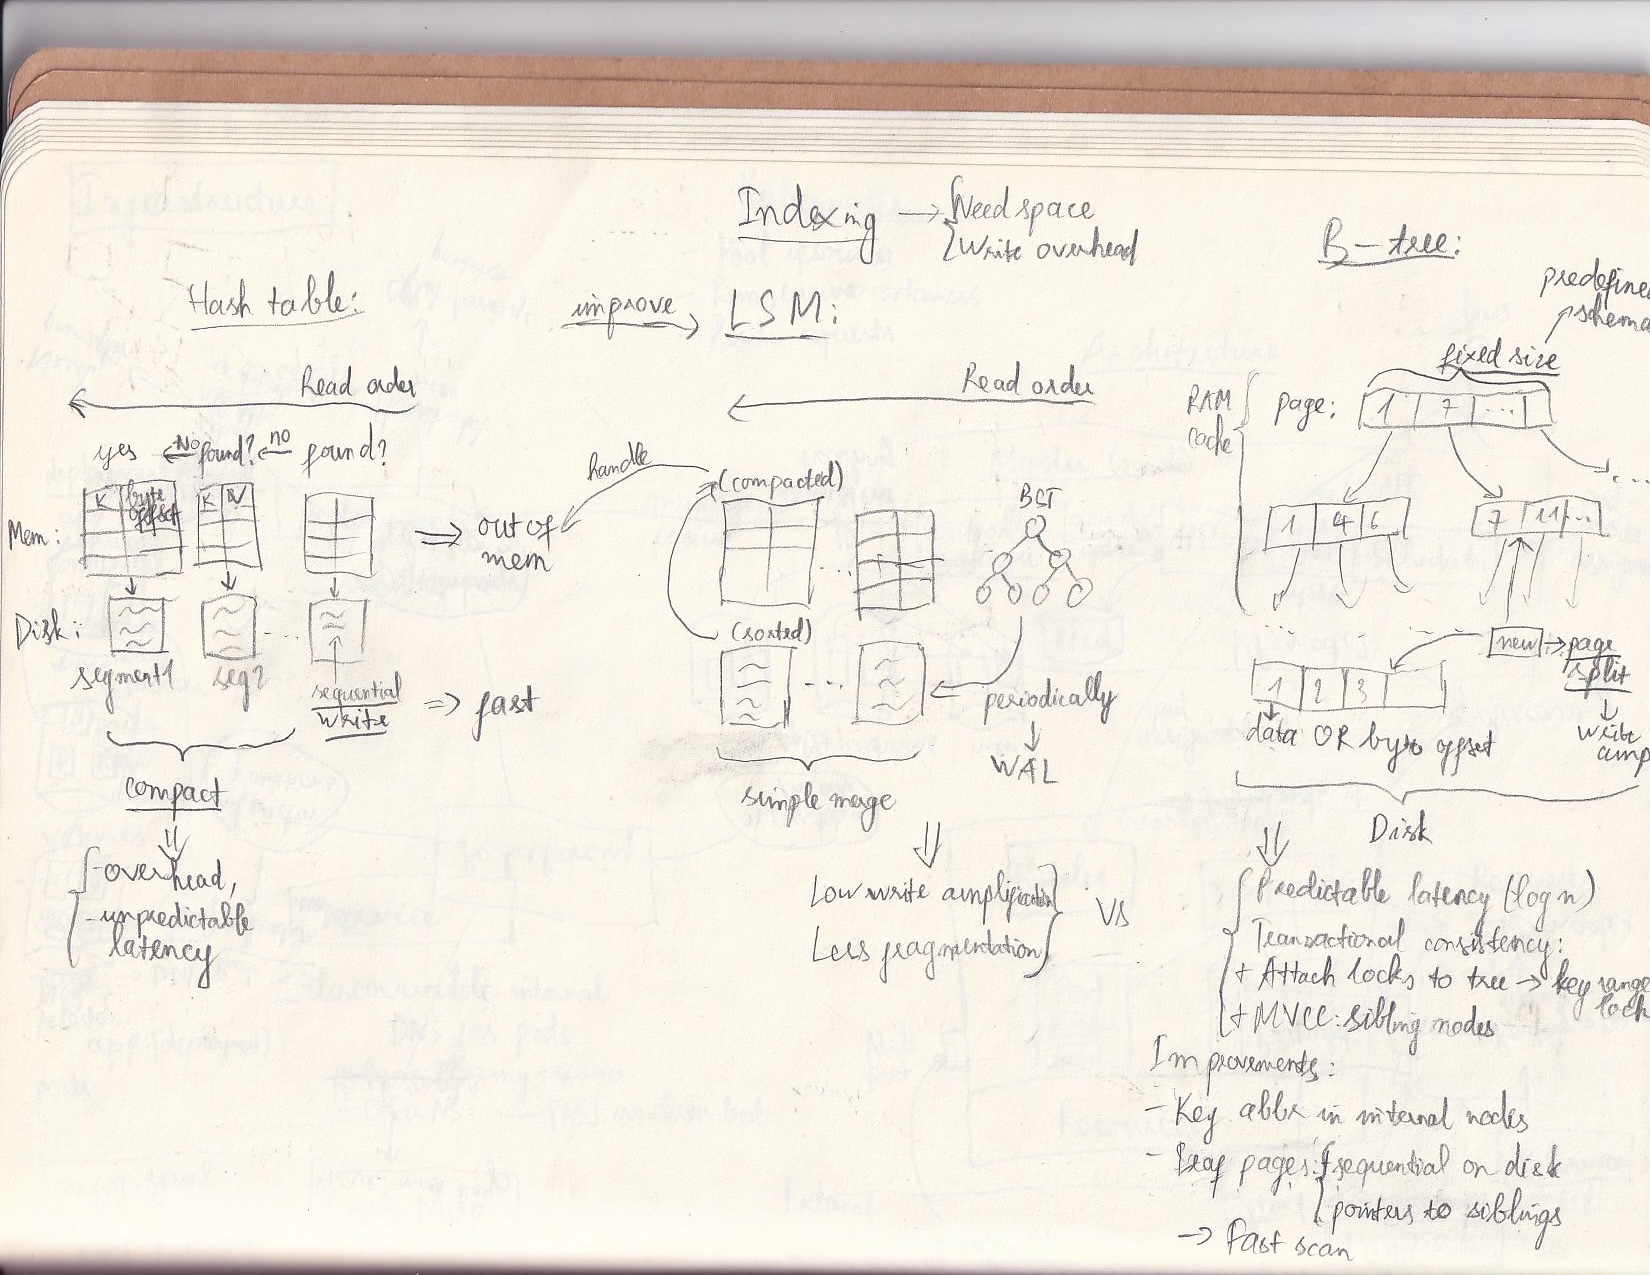 Indexing → Need space
Write overhead
Hash table:
Read order
yes ← No found? ← no found?
Mem:
K byte offset
K
⇒ out of mem
Disk:
segment1
seg2
...
sequential write ⇒ fast
compact
- overhead,
- unpredictable
latency
improve → LSM:
Read order
handle
(compacted)
...
BST
(sorted)
...
periodically
WAL
simple merge
Low write amplification
Less fragmentation
VS
B-tree:
predefined
schema
fixed size
RAM cache
page:
1 7 ...
...
1 4 6
7 11 ...
...
new → page
split
write
amp
1 2 3
data OR byte offset
Disk
Predictable latency (log n)
Transactional consistency:
+ Attach locks to tree → key range
lock
+ MVCC: sibling nodes
Improvements:
- Key abbr in internal nodes
- Leaf pages: sequential on disk
pointers to siblings
→ Fast scan